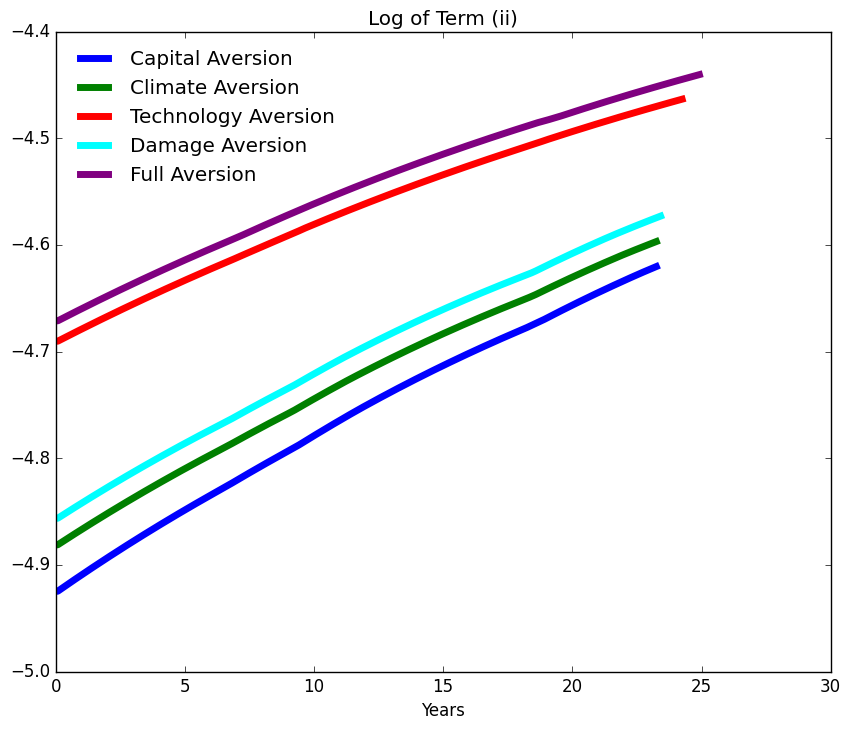 Log of Term (ii)
−4.4
−4.5
−4.6
−4.7
−4.8
−4.9
−5.0
Capital Aversion
Climate Aversion
Technology Aversion
Damage Aversion
Full Aversion
0
5
10
15
20
25
30
Years